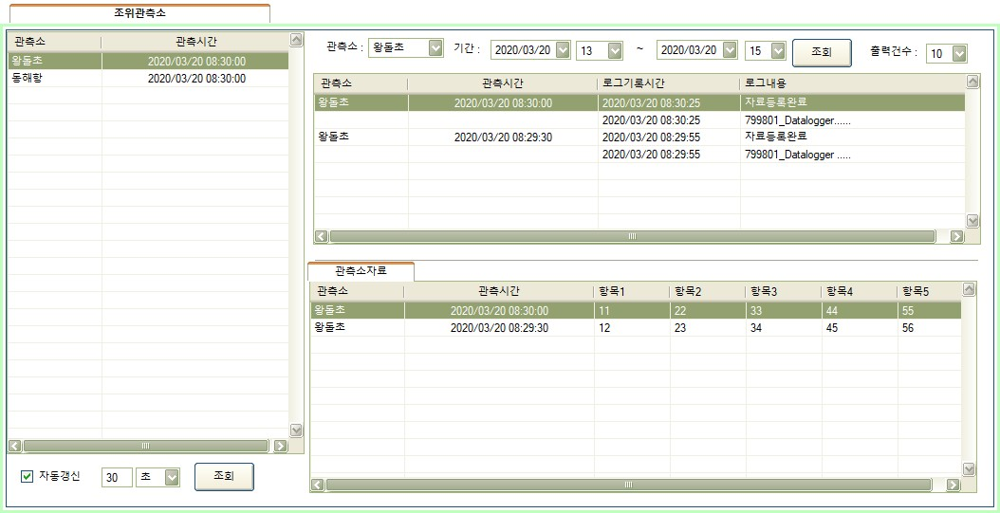 조위관측소
관측소 관측시간
왕돌초 2020/03/20 08:30:00
동해항 2020/03/20 08:30:00
자동갱신 30 초 조회
관측소 : 왕돌초 기간 : 2020/03/20 13 ~ 2020/03/20 15 조회 출력건수 : 10
관측소 관측시간 로그기록시간 로그내용
왕돌초 2020/03/20 08:30:00 2020/03/20 08:30:25 자료등록완료
2020/03/20 08:30:25 799801_Datalogger......
왕돌초 2020/03/20 08:29:30 2020/03/20 08:29:55 자료등록완료
2020/03/20 08:29:55 799801_Datalogger .....
관측소자료
관측소 관측시간 항목1 항목2 항목3 항목4 항목5
왕돌초 2020/03/20 08:30:00 11 22 33 44 55
왕돌초 2020/03/20 08:29:30 12 23 34 45 56